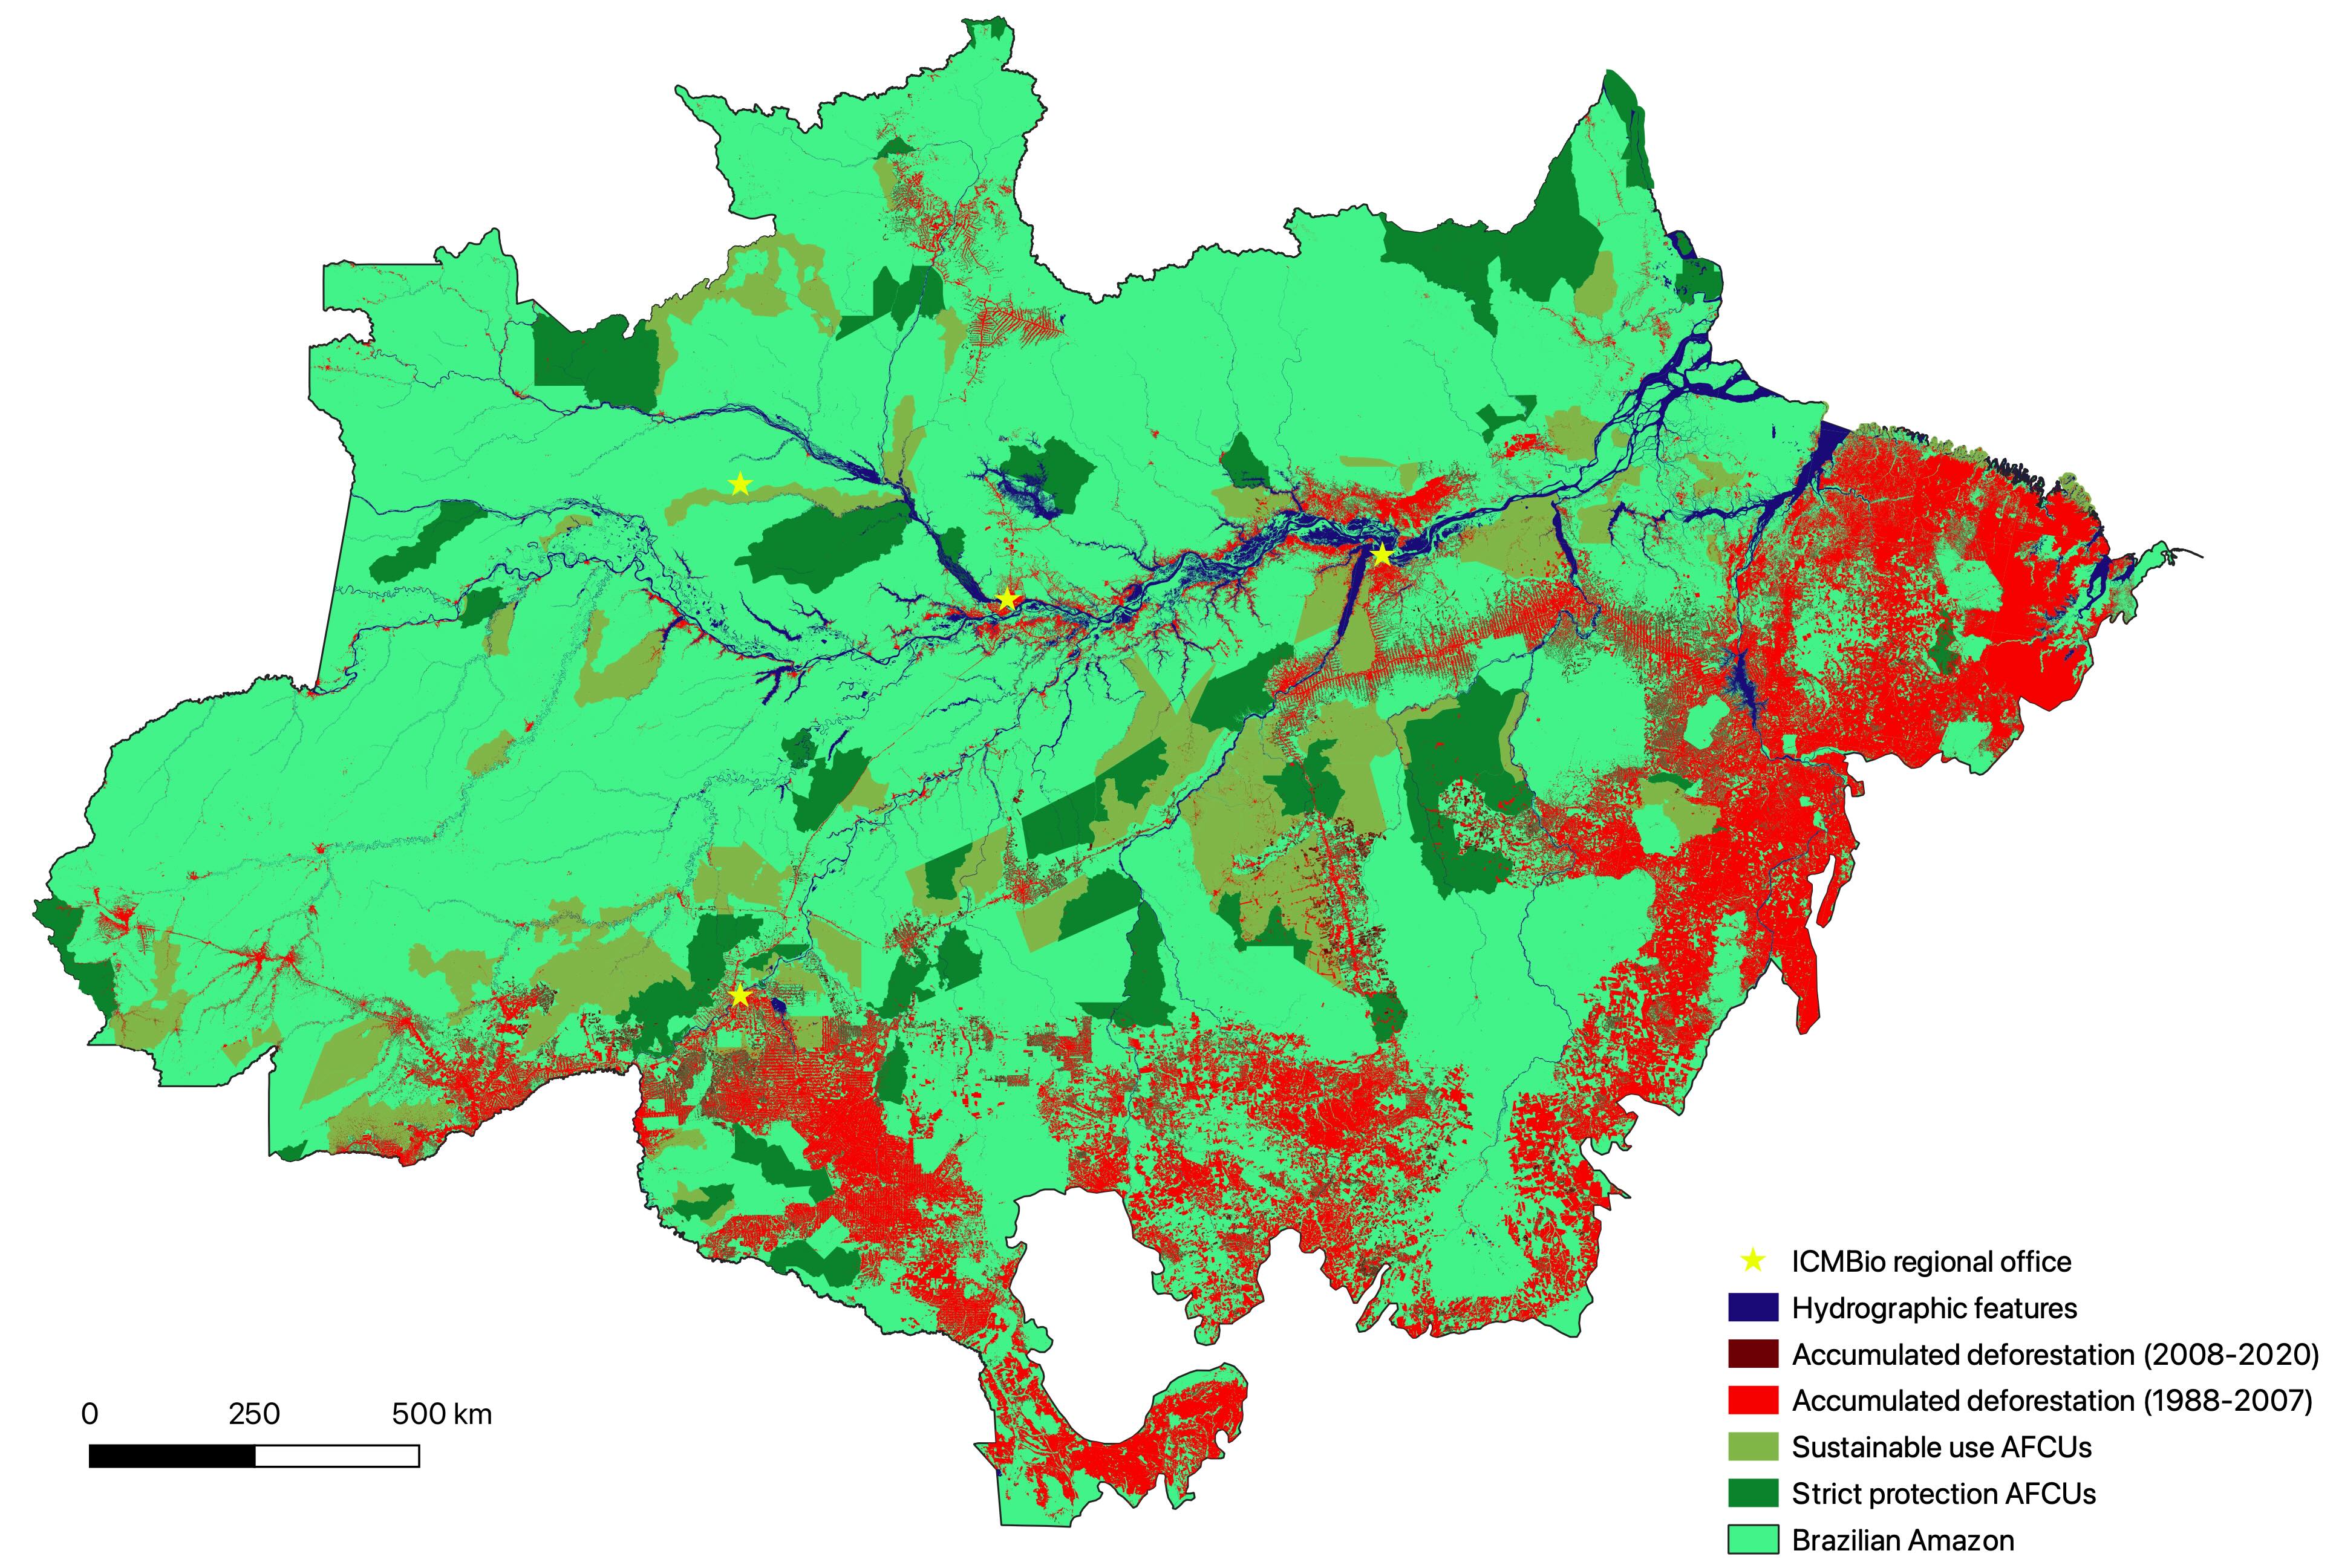 ICMBio regional office
Hydrographic features
Accumulated deforestation (2008-2020)
Accumulated deforestation (1988-2007)
Sustainable use AFCUs
Strict protection AFCUs
Brazilian Amazon
0 250 500 km